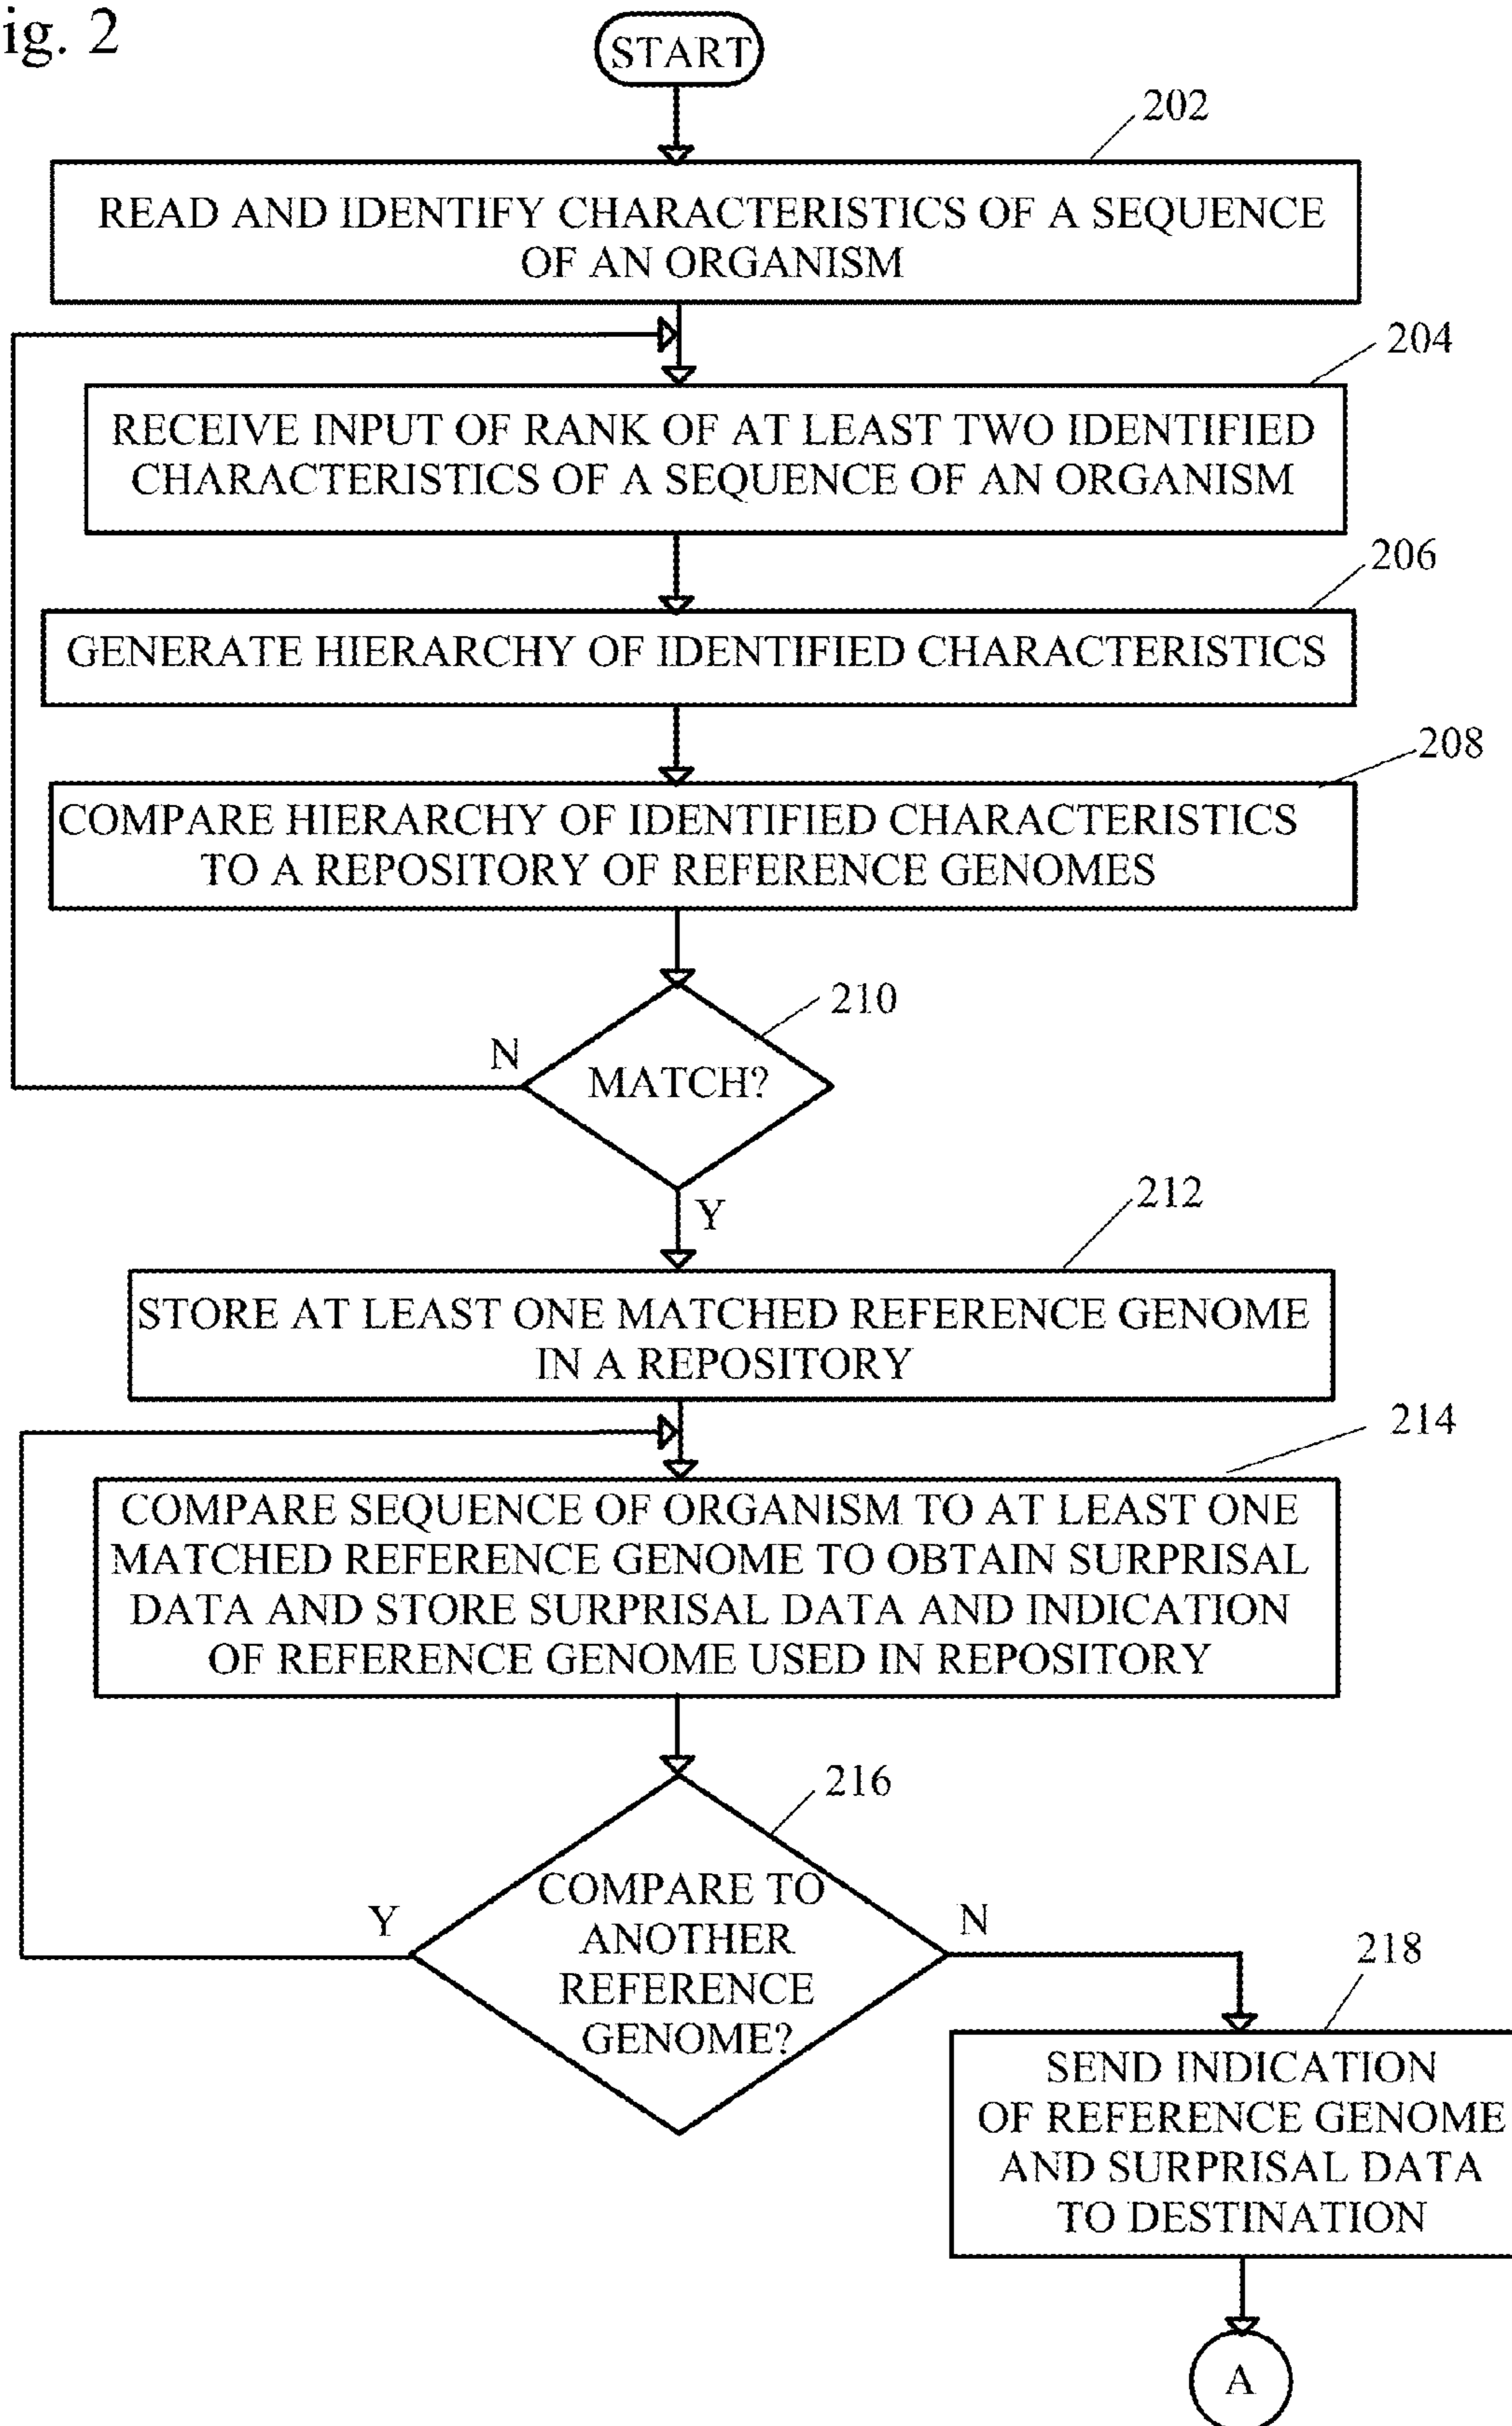 ig. 2
START
202
READ AND IDENTIFY CHARACTERISTICS OF A SEQUENCE
OF AN ORGANISM
204
RECEIVE INPUT OF RANK OF AT LEAST TWO IDENTIFIED
CHARACTERISTICS OF A SEQUENCE OF AN ORGANISM
206
GENERATE HIERARCHY OF IDENTIFIED CHARACTERISTICS
208
COMPARE HIERARCHY OF IDENTIFIED CHARACTERISTICS
TO A REPOSITORY OF REFERENCE GENOMES
210
N
MATCH?
Y
212
STORE AT LEAST ONE MATCHED REFERENCE GENOME
IN A REPOSITORY
214
COMPARE SEQUENCE OF ORGANISM TO AT LEAST ONE
MATCHED REFERENCE GENOME TO OBTAIN SURPRISAL
DATA AND STORE SURPRISAL DATA AND INDICATION
OF REFERENCE GENOME USED IN REPOSITORY
216
Y
COMPARE TO
ANOTHER
REFERENCE
GENOME?
N
218
SEND INDICATION
OF REFERENCE GENOME
AND SURPRISAL DATA
TO DESTINATION
A